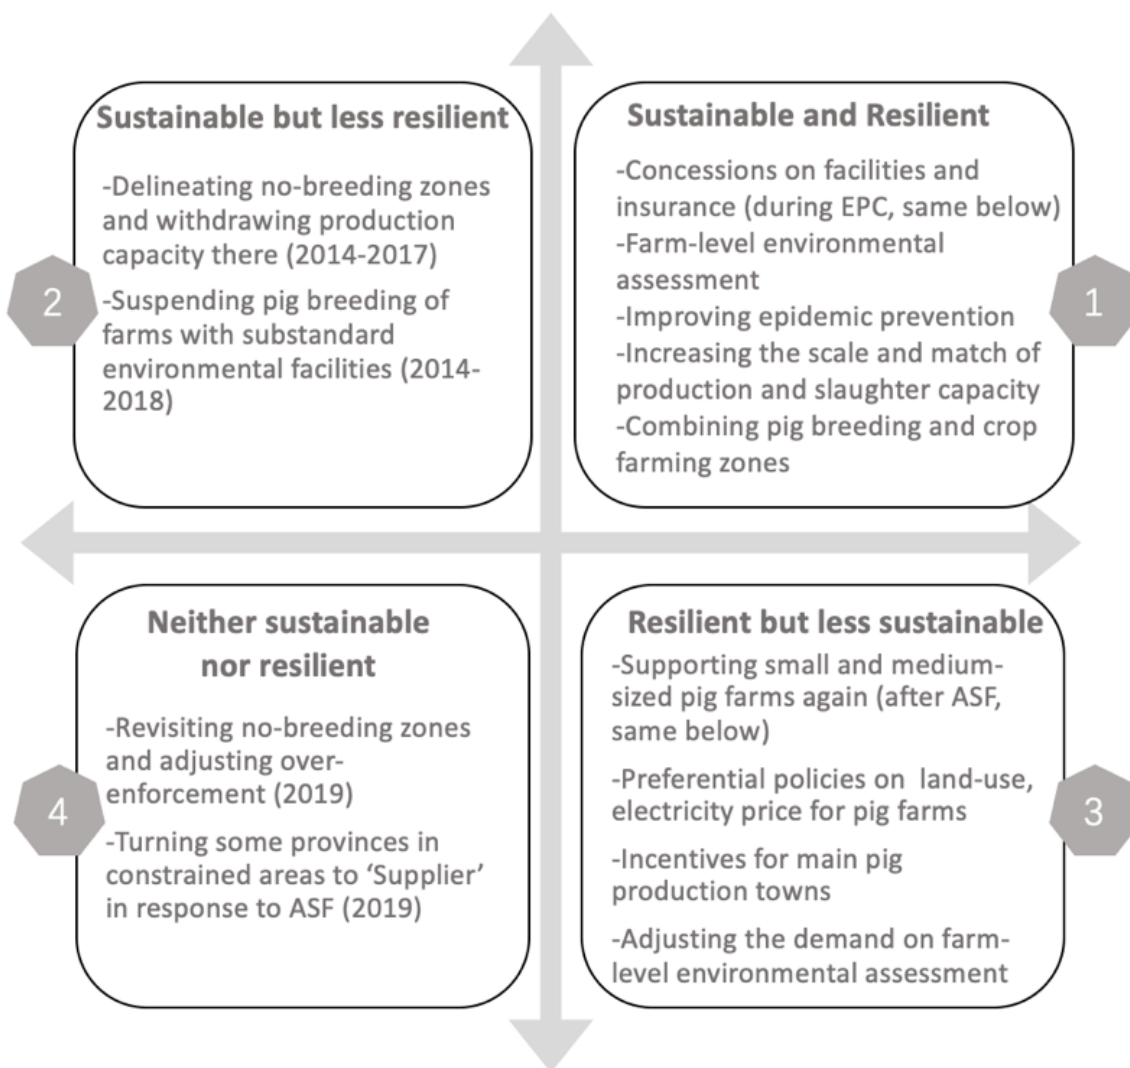 Sustainable but less resilient
-Delineating no-breeding zones
and withdrawing production
capacity there (2014-2017)
-Suspending pig breeding of
farms with substandard
environmental facilities (2014-
2018)
2
Sustainable and Resilient
-Concessions on facilities and
insurance (during EPC, same below)
-Farm-level environmental
assessment
-Improving epidemic prevention
-Increasing the scale and match of
production and slaughter capacity
-Combining pig breeding and crop
farming zones
1
Neither sustainable
nor resilient
-Revisiting no-breeding zones
and adjusting over-
enforcement (2019)
-Turning some provinces in
constrained areas to ‘Supplier’
in response to ASF (2019)
4
Resilient but less sustainable
-Supporting small and medium-
sized pig farms again (after ASF,
same below)
-Preferential policies on land-use,
electricity price for pig farms
-Incentives for main pig
production towns
-Adjusting the demand on farm-
level environmental assessment
3